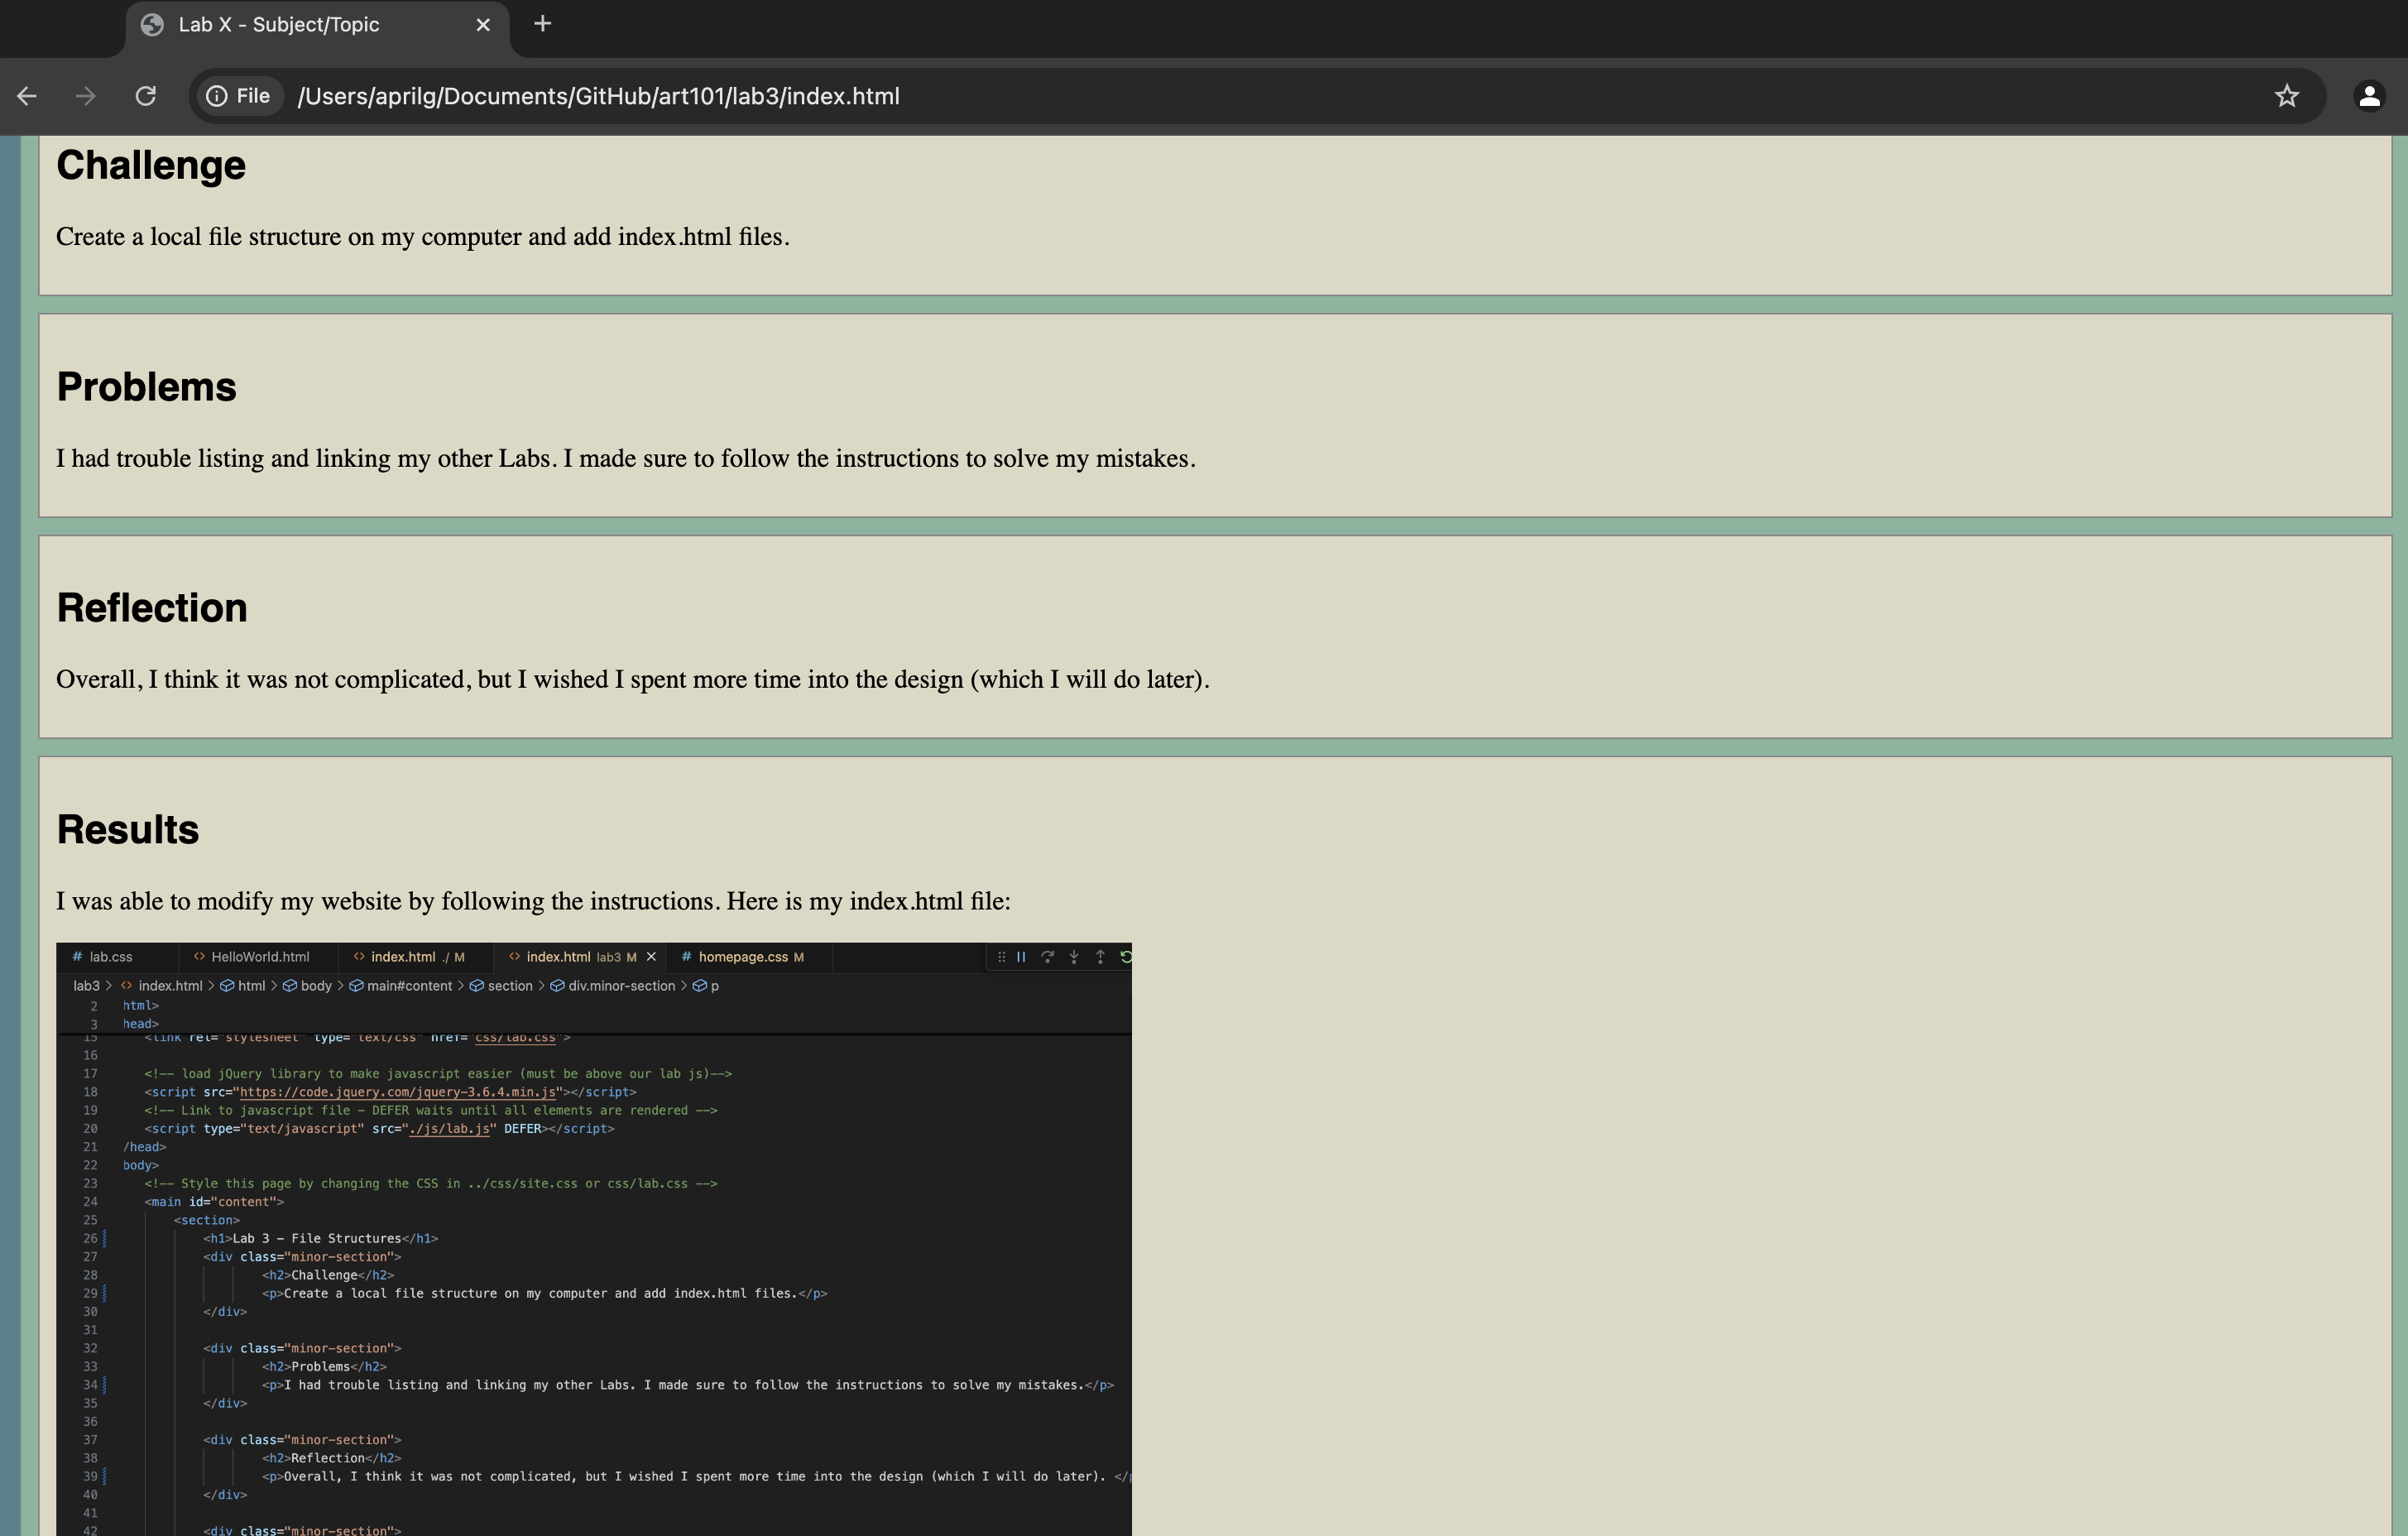 Lab X - Subject/Topic
File /Users/aprilg/Documents/GitHub/art101/lab3/index.html
Challenge
Create a local file structure on my computer and add index.html files.
Problems
I had trouble listing and linking my other Labs. I made sure to follow the instructions to solve my mistakes.
Reflection
Overall, I think it was not complicated, but I wished I spent more time into the design (which I will do later).
Results
I was able to modify my website by following the instructions. Here is my index.html file:
# lab.css <> HelloWorld.html <> index.html ./ M <> index.html lab3 M # homepage.css M
lab3 > <> index.html > html > body > main#content > section > div.minor-section > p
2 html>
3 head>
15 <link rel="stylesheet" type="text/css" href="css/lab.css">
16
17 <!-- load jQuery library to make javascript easier (must be above our lab js)-->
18 <script src="https://code.jquery.com/jquery-3.6.4.min.js"></script>
19 <!-- Link to javascript file - DEFER waits until all elements are rendered -->
20 <script type="text/javascript" src="./js/lab.js" DEFER></script>
21 /head>
22 body>
23 <!-- Style this page by changing the CSS in ../css/site.css or css/lab.css -->
24 <main id="content">
25 <section>
26 <h1>Lab 3 - File Structures</h1>
27 <div class="minor-section">
28 <h2>Challenge</h2>
29 <p>Create a local file structure on my computer and add index.html files.</p>
30 </div>
31
32 <div class="minor-section">
33 <h2>Problems</h2>
34 <p>I had trouble listing and linking my other Labs. I made sure to follow the instructions to solve my mistakes.</p>
35 </div>
36
37 <div class="minor-section">
38 <h2>Reflection</h2>
39 <p>Overall, I think it was not complicated, but I wished I spent more time into the design (which I will do later). </p
40 </div>
41
42 <div class="minor-section">